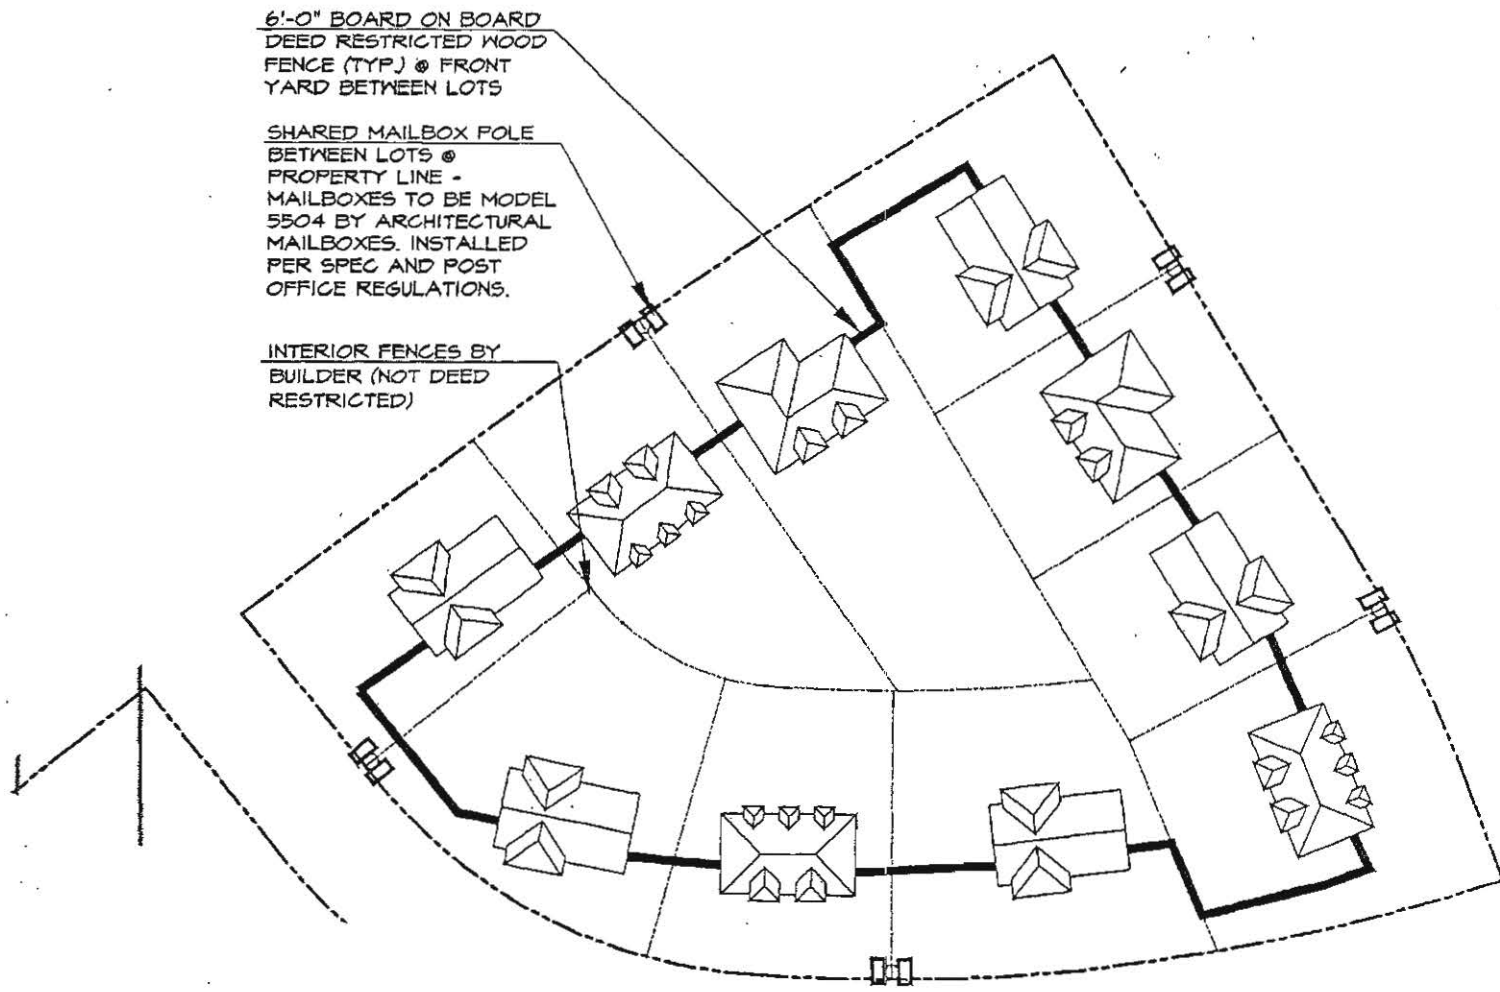 6'-0" BOARD ON BOARD
DEED RESTRICTED WOOD
FENCE (TYP.) @ FRONT
YARD BETWEEN LOTS
SHARED MAILBOX POLE
BETWEEN LOTS @
PROPERTY LINE -
MAILBOXES TO BE MODEL
5504 BY ARCHITECTURAL
MAILBOXES. INSTALLED
PER SPEC AND POST
OFFICE REGULATIONS.
INTERIOR FENCES BY
BUILDER (NOT DEED
RESTRICTED)